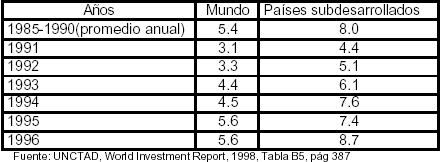 Años Mundo Países subdesarrollados
1985-1990(promedio anual) 5.4 8.0
1991 3.1 4.4
1992 3.3 5.1
1993 4.4 6.1
1994 4.5 7.6
1995 5.6 7.4
1996 5.6 8.7
Fuente: UNCTAD, World Investment Report, 1998, Tabla B5, pág 387